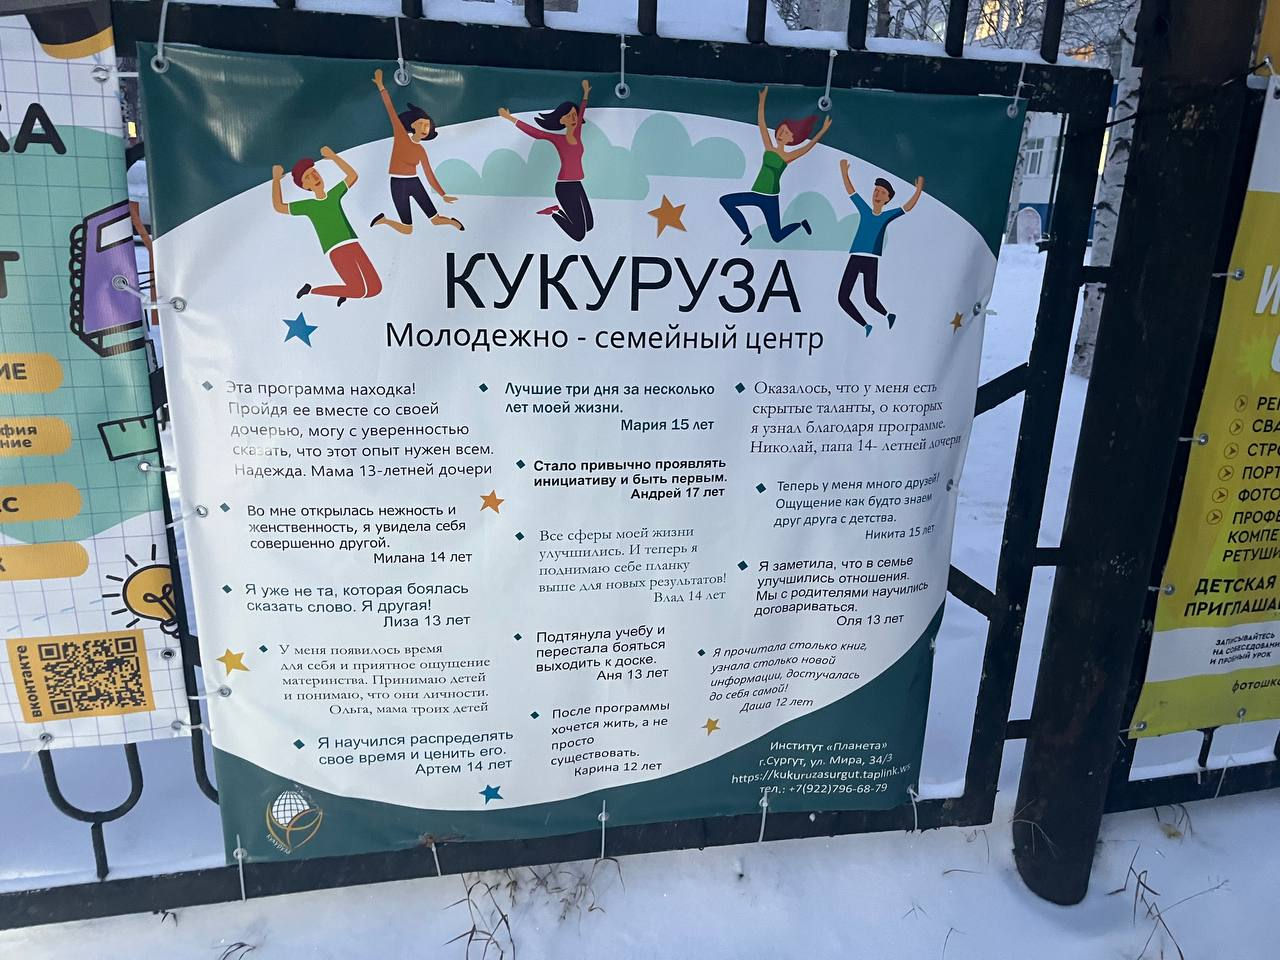 КУКУРУЗА
Молодежно - семейный центр
Эта программа находка!
Пройдя ее вместе со своей
дочерью, могу с уверенностью
сказать, что этот опыт нужен всем.
Надежда. Мама 13-летней дочери
Во мне открылась нежность и
женственность, я увидела себя
совершенно другой.
Милана 14 лет
Я уже не та, которая боялась
сказать слово. Я другая!
Лиза 13 лет
У меня появилось время
для себя и приятное ощущение
материнства. Принимаю детей
и понимаю, что они личности.
Ольга, мама троих детей
Я научился распределять
свое время и ценить его.
Артем 14 лет
Лучшие три дня за несколько
лет моей жизни.
Мария 15 лет
Стало привычно проявлять
инициативу и быть первым.
Андрей 17 лет
Все сферы моей жизни
улучшились. И теперь я
поднимаю себе планку
выше для новых результатов!
Влад 14 лет
Подтянула учебу и
перестала бояться
выходить к доске.
Аня 13 лет
После программы
хочется жить, а не
просто
существовать.
Карина 12 лет
Оказалось, что у меня есть
скрытые таланты, о которых
я узнал благодаря программе.
Николай, папа 14- летней дочери
Теперь у меня много друзей!
Ощущение как будто знаем
друг друга с детства.
Никита 15 лет
Я заметила, что в семье
улучшились отношения.
Мы с родителями научились
договариваться.
Оля 13 лет
Я прочитала столько книг,
узнала столько новой
информации, достучалась
до себя самой!
Даша 12 лет
Институт «Планета»
г.Сургут, ул. Мира, 34/3
https://kukuruzasurgut.taplink.ws
тел.: +7(922)796-68-79
кукуруза
вконтакте
ДЕТСКАЯ
ЗАПИСЫВАЙТЕСЬ
НА СОБЕСЕДОВАНИ
И ПРОБНЫЙ УРОК